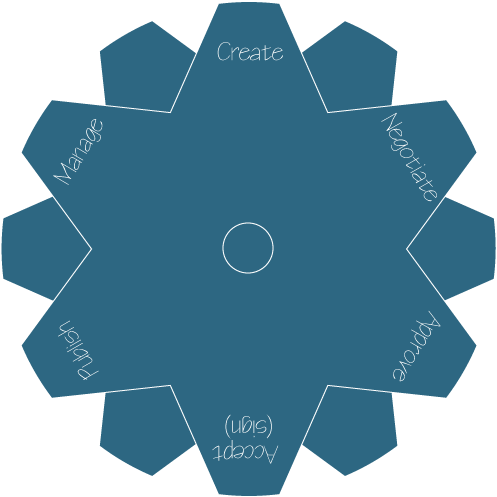 Create
Negotiate
Approve
Accept
(sign)
Publish
Manage